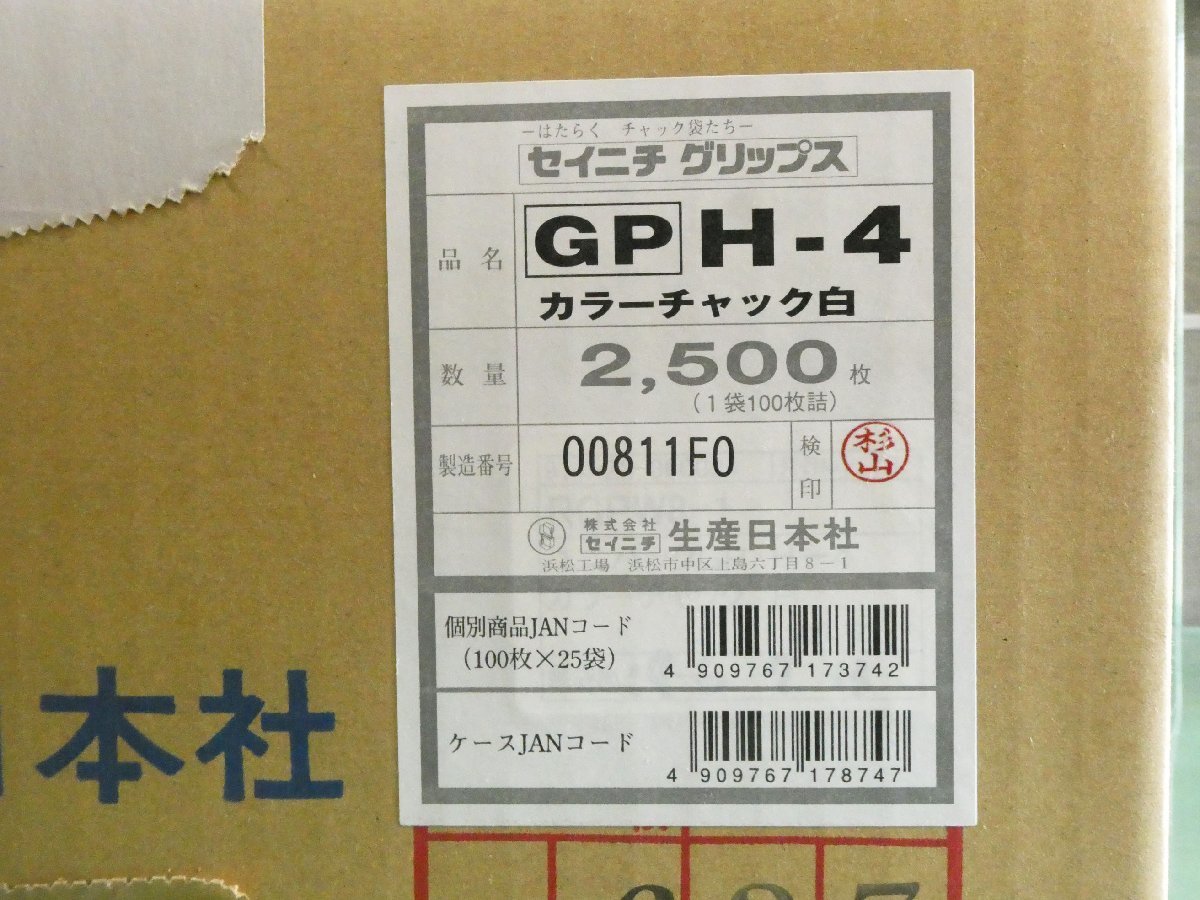 ーはたらく チャック袋たちー
セイニチ グリップス
品名
GP H-4
カラーチャック白
数量
2,500枚
(1袋100枚詰)
製造番号
00811F0
検印
杉山
株式会社
セイニチ 生産日本社
浜松工場 浜松市中区上島六丁目8-1
個別商品JANコード
(100枚×25袋)
4 909767 173742
ケースJANコード
4 909767 178747
本社